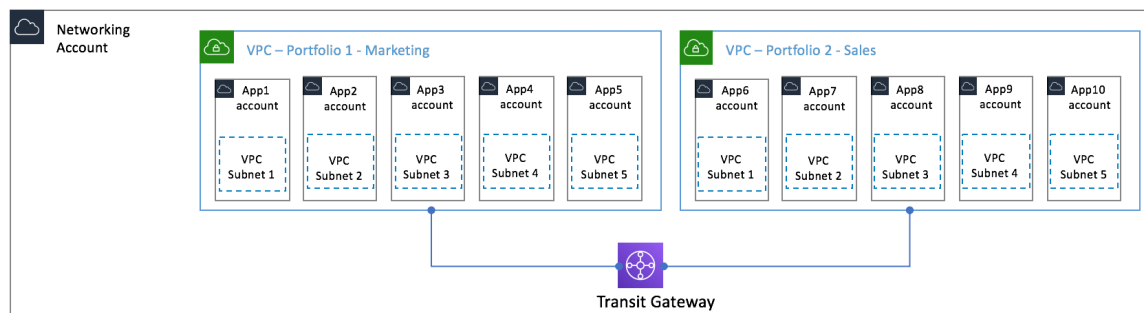 Networking
Account
VPC – Portfolio 1 - Marketing
App1
account
VPC
Subnet 1
App2
account
VPC
Subnet 2
App3
account
VPC
Subnet 3
App4
account
VPC
Subnet 4
App5
account
VPC
Subnet 5
VPC – Portfolio 2 - Sales
App6
account
VPC
Subnet 1
App7
account
VPC
Subnet 2
App8
account
VPC
Subnet 3
App9
account
VPC
Subnet 4
App10
account
VPC
Subnet 5
Transit Gateway